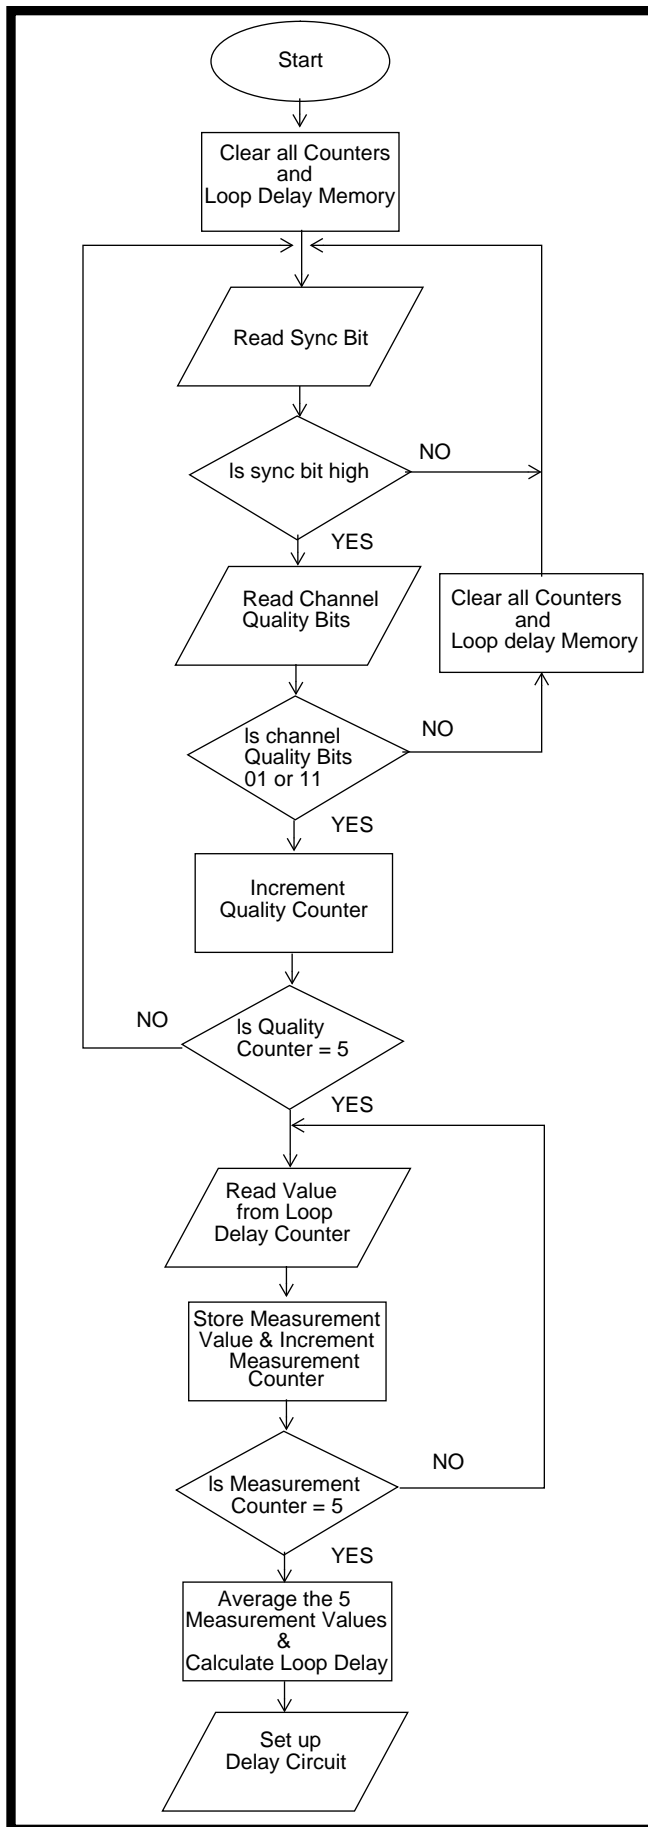 Start
Clear all Counters
and
Loop Delay Memory
Read Sync Bit
Is sync bit high
NO
YES
Read Channel
Quality Bits
Clear all Counters
and
Loop delay Memory
Is channel
Quality Bits
01 or 11
NO
YES
Increment
Quality Counter
Is Quality
Counter = 5
NO
YES
Read Value
from Loop
Delay Counter
Store Measurement
Value & Increment
Measurement
Counter
Is Measurement
Counter = 5
NO
YES
Average the 5
Measurement Values
&
Calculate Loop Delay
Set up
Delay Circuit